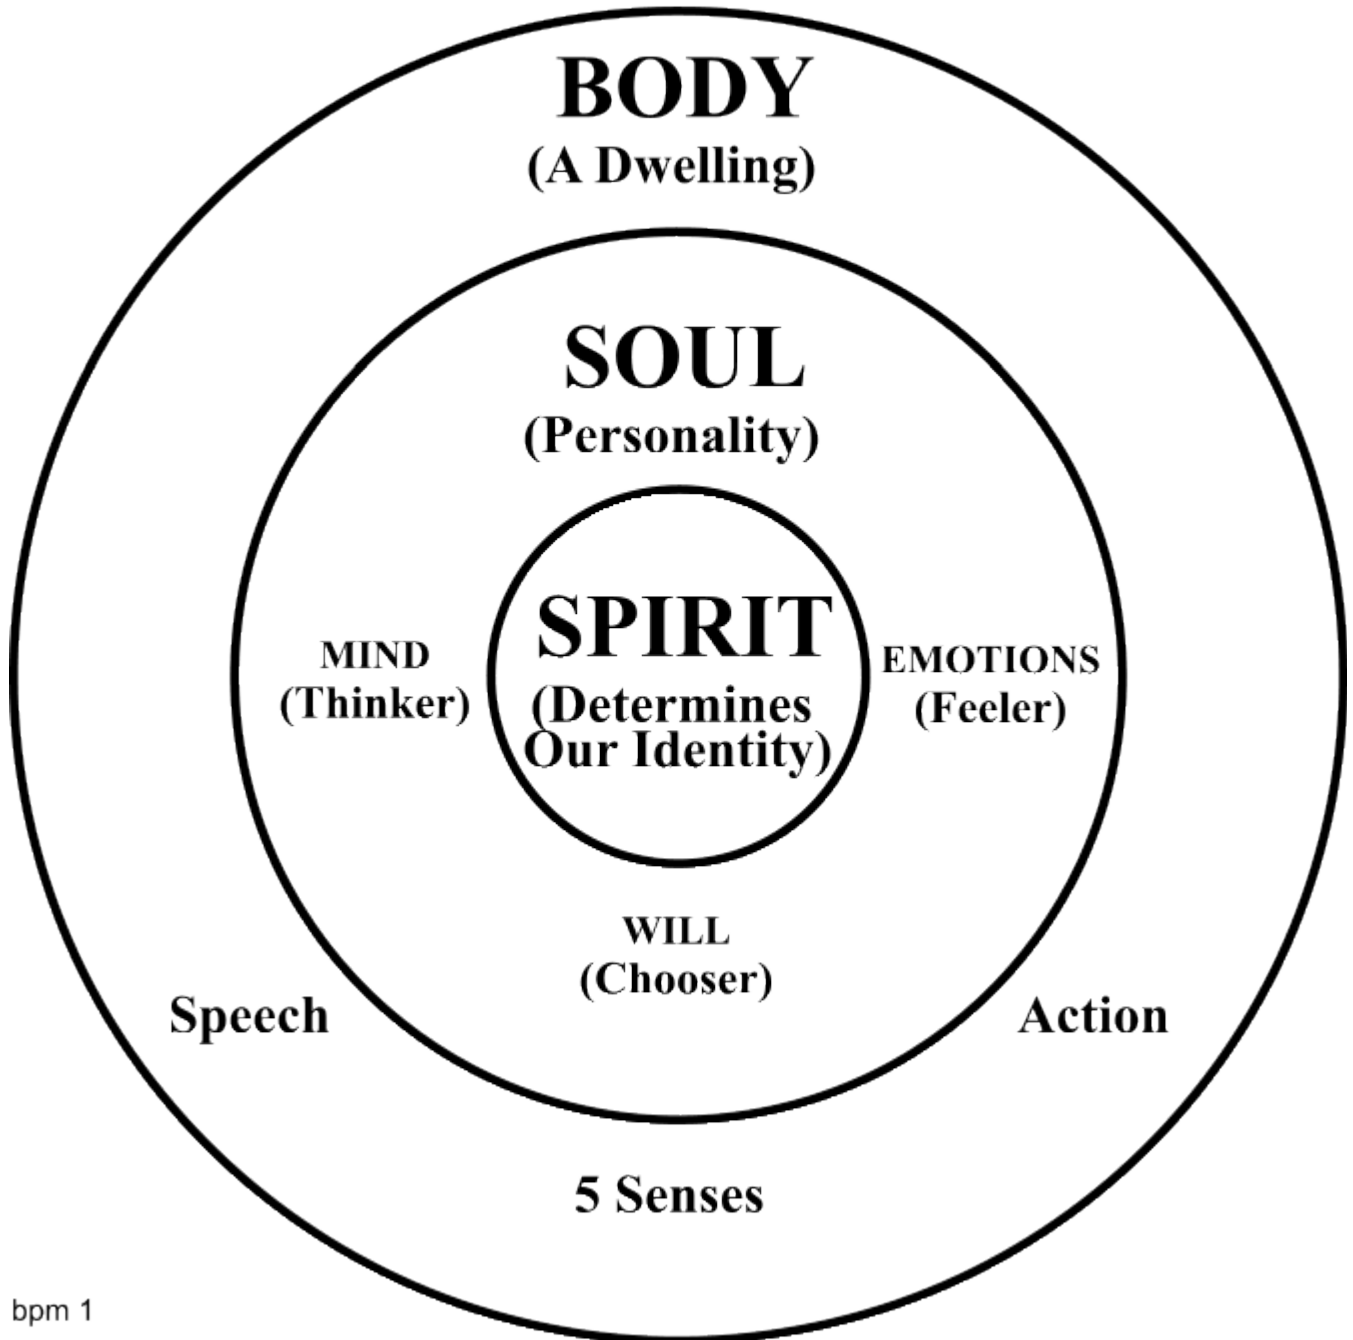 BODY
(A Dwelling)
SOUL
(Personality)
SPIRIT
(Determines
Our Identity)
MIND
(Thinker)
EMOTIONS
(Feeler)
WILL
(Chooser)
Speech
Action
5 Senses
bpm 1